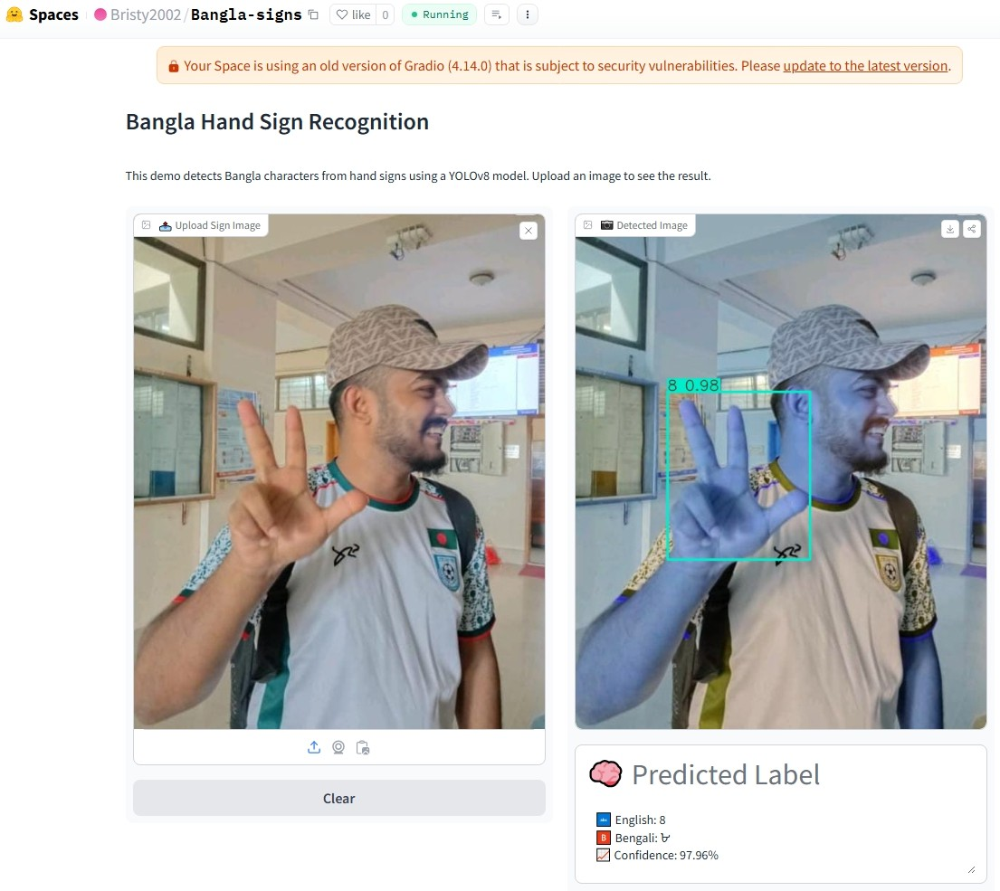 Spaces Bristy2002/Bangla-signs like 0 Running
Your Space is using an old version of Gradio (4.14.0) that is subject to security vulnerabilities. Please update to the latest version.
Bangla Hand Sign Recognition
This demo detects Bangla characters from hand signs using a YOLOv8 model. Upload an image to see the result.
Upload Sign Image
Detected Image
8 0.98
Clear
Predicted Label
English: 8
Bengali: ৮
Confidence: 97.96%